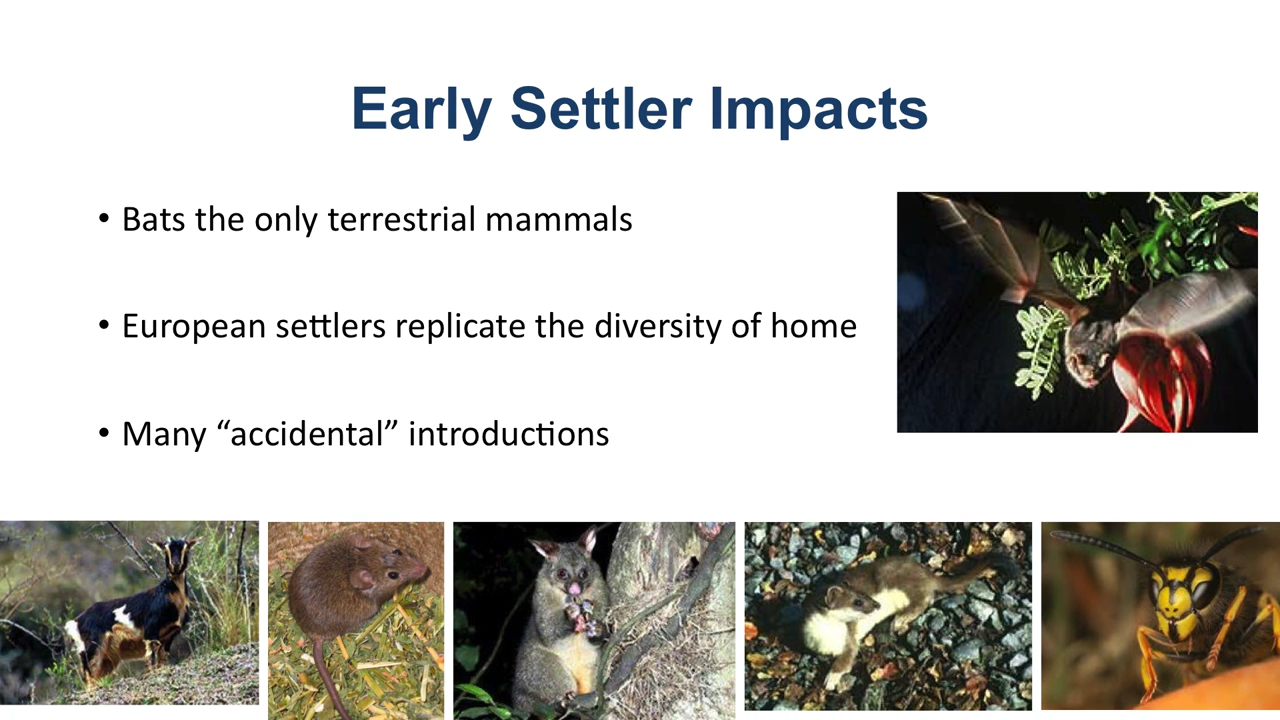 Early Settler Impacts
• Bats the only terrestrial mammals
• European settlers replicate the diversity of home
• Many “accidental” introductions